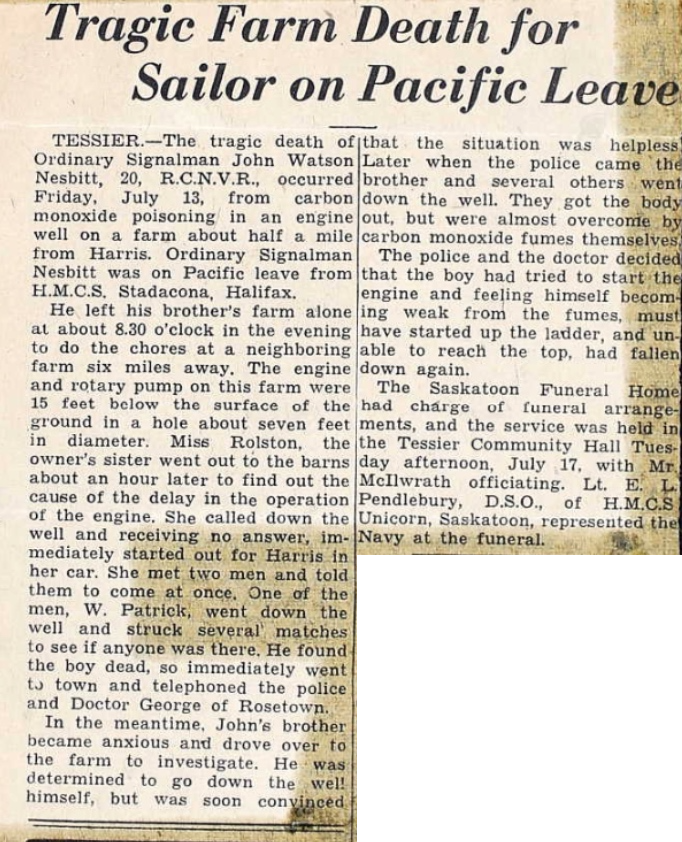 Tragic Farm Death for
Sailor on Pacific Leave
TESSIER.—The tragic death of
Ordinary Signalman John Watson
Nesbitt, 20, R.C.N.V.R., occurred
Friday, July 13, from carbon
monoxide poisoning in an engine
well on a farm about half a mile
from Harris. Ordinary Signalman
Nesbitt was on Pacific leave from
H.M.C.S. Stadacona, Halifax.
He left his brother's farm alone
at about 8.30 o'clock in the evening
to do the chores at a neighboring
farm six miles away. The engine
and rotary pump on this farm were
15 feet below the surface of the
ground in a hole about seven feet
in diameter. Miss Rolston, the
owner's sister went out to the barns
about an hour later to find out the
cause of the delay in the operation
of the engine. She called down the
well and receiving no answer, im-
mediately started out for Harris in
her car. She met two men and told
them to come at once. One of the
men, W. Patrick, went down the
well and struck several matches
to see if anyone was there. He found
the boy dead, so immediately went
to town and telephoned the police
and Doctor George of Rosetown.
In the meantime, John's brother
became anxious and drove over to
the farm to investigate. He was
determined to go down the well
himself, but was soon convinced
that the situation was helpless
Later when the police came the
brother and several others went
down the well. They got the body
out, but were almost overcome by
carbon monoxide fumes themselves
The police and the doctor decided
that the boy had tried to start the
engine and feeling himself becom-
ing weak from the fumes, must
have started up the ladder, and un-
able to reach the top, had fallen
down again.
The Saskatoon Funeral Home
had charge of funeral arrange-
ments, and the service was held in
the Tessier Community Hall Tues-
day afternoon, July 17, with Mr.
McIlwrath officiating. Lt. E. L.
Pendlebury, D.S.O., of H.M.C.S
Unicorn, Saskatoon, represented the
Navy at the funeral.